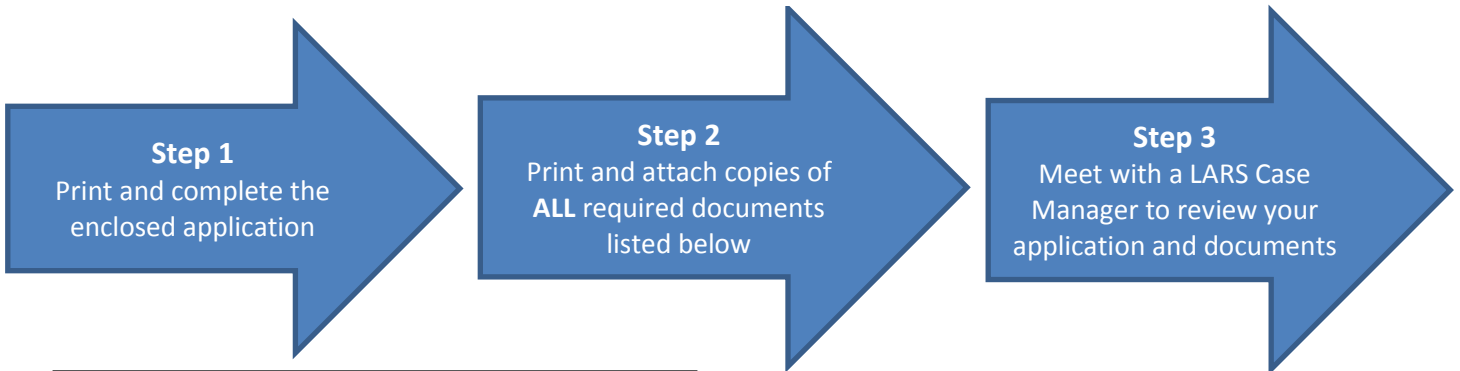 Step 1
Print and complete the
enclosed application
Step 2
Print and attach copies of
ALL required documents
listed below
Step 3
Meet with a LARS Case
Manager to review your
application and documents